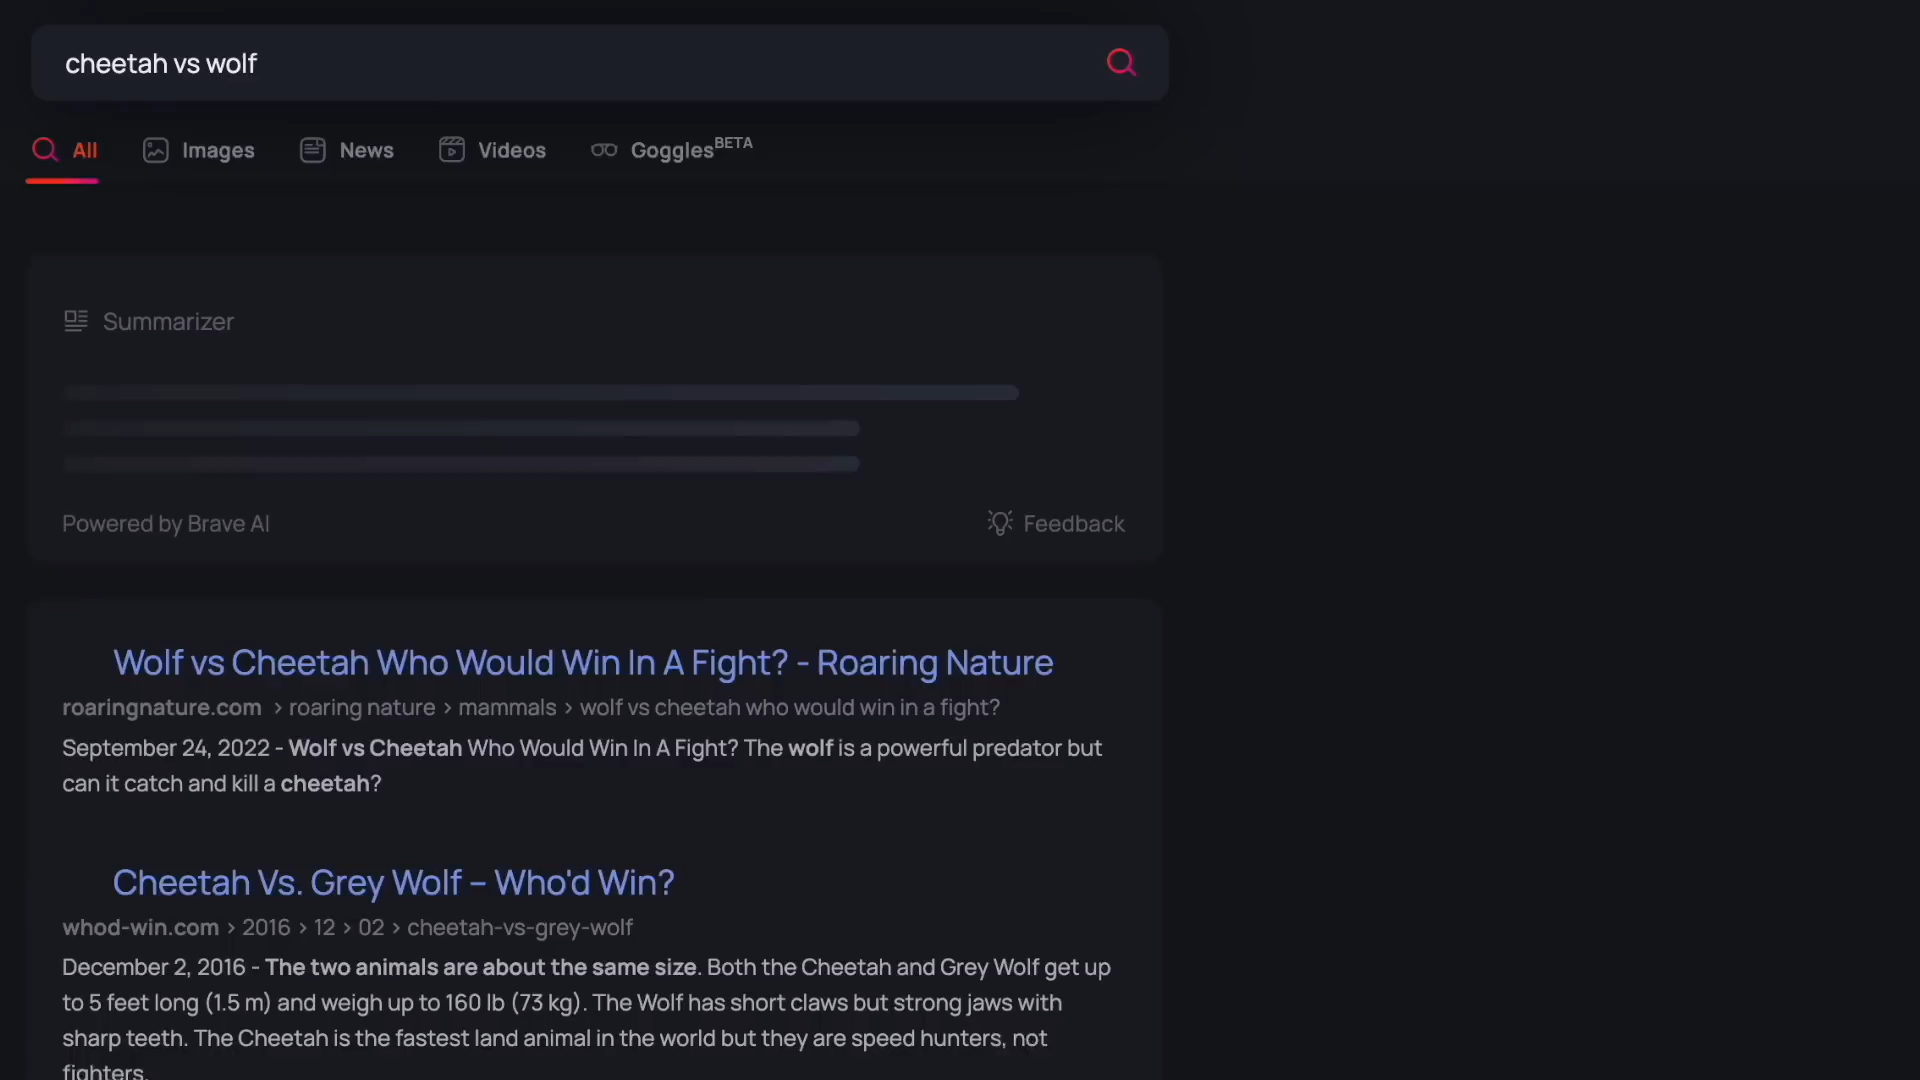 cheetah vs wolf
All Images News Videos Goggles BETA
Summarizer
Powered by Brave AI Feedback
Wolf vs Cheetah Who Would Win In A Fight? - Roaring Nature
roaringnature.com › roaring nature › mammals › wolf vs cheetah who would win in a fight?
September 24, 2022 - Wolf vs Cheetah Who Would Win In A Fight? The wolf is a powerful predator but
can it catch and kill a cheetah?
Cheetah Vs. Grey Wolf – Who'd Win?
whod-win.com › 2016 › 12 › 02 › cheetah-vs-grey-wolf
December 2, 2016 - The two animals are about the same size. Both the Cheetah and Grey Wolf get up
to 5 feet long (1.5 m) and weigh up to 160 lb (73 kg). The Wolf has short claws but strong jaws with
sharp teeth. The Cheetah is the fastest land animal in the world but they are speed hunters, not
fighters.